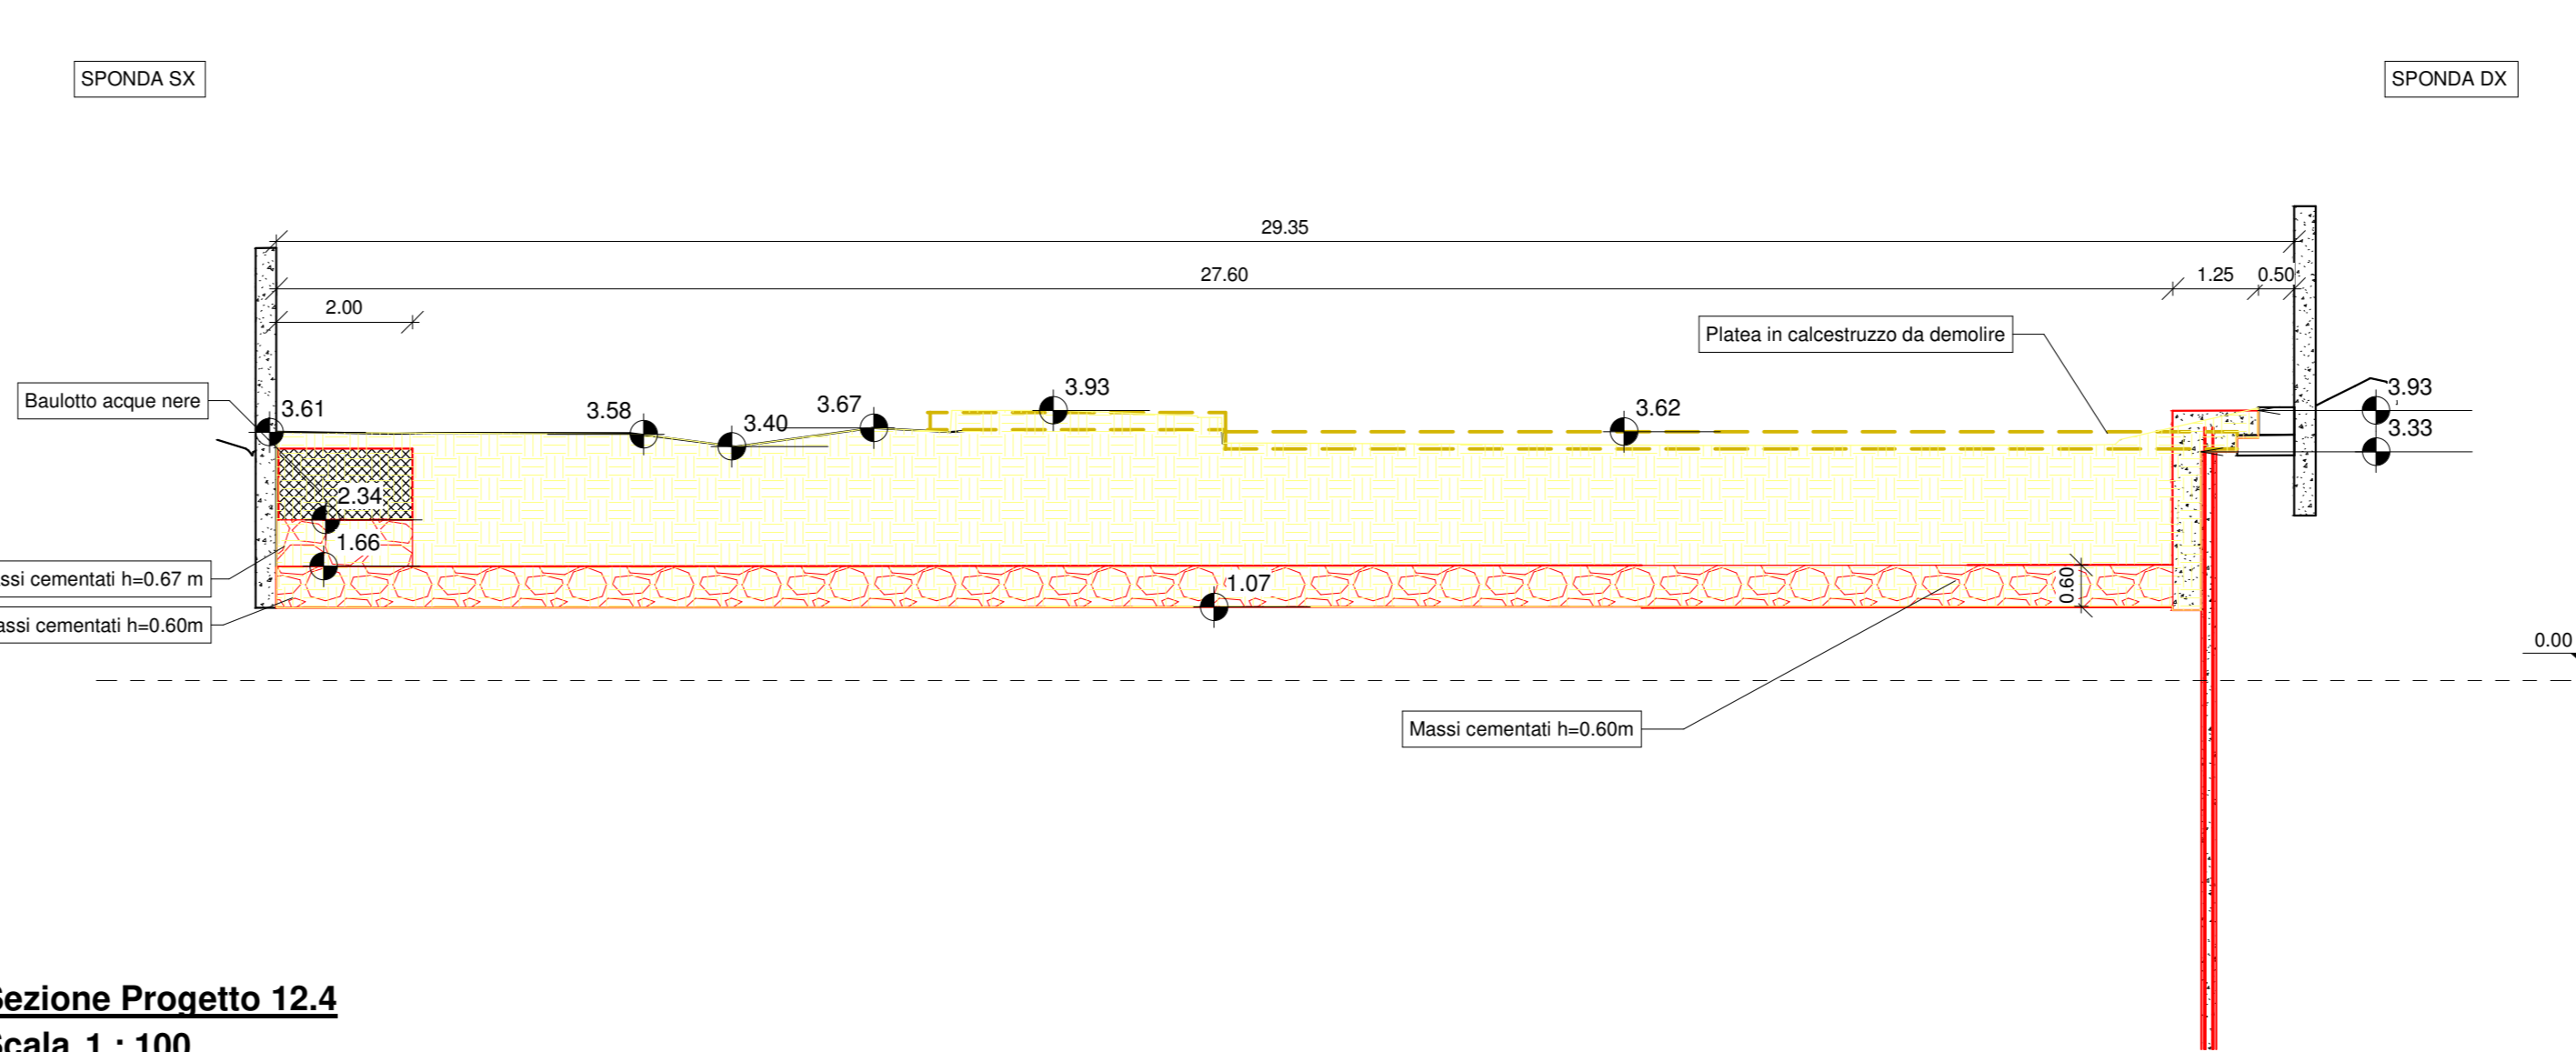 SPONDA SX
SPONDA DX
29.35
27.60
1.25
0.50
2.00
Platea in calcestruzzo da demolire
Baulotto acque nere
3.61
3.58
3.40
3.67
3.93
3.62
3.93
3.33
2.34
1.66
ssi cementati h=0.67 m
1.07
0.60
assi cementati h=0.60m
0.00
Massi cementati h=0.60m
Sezione Progetto 12.4
Scala 1 : 100